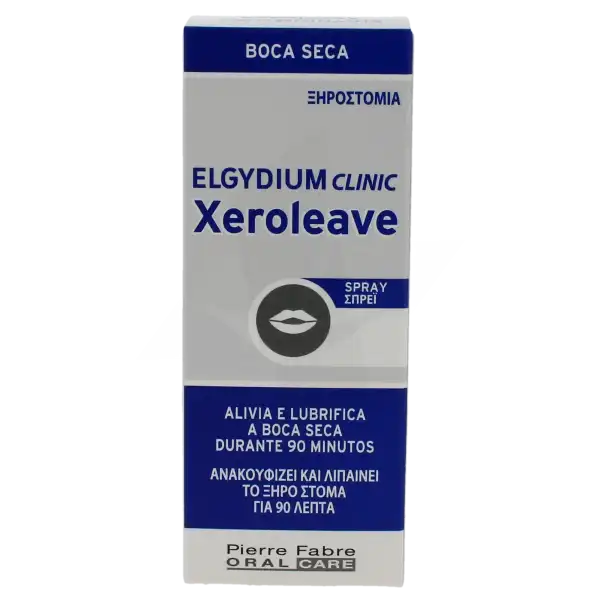 BOCA SECA
ΞΗΡΟΣΤΟΜΙΑ
ELGYDIUM CLINIC
Xeroleave
SPRAY
ΣΠΡΕΪ
ALIVIA E LUBRIFICA
A BOCA SECA
DURANTE 90 MINUTOS
ΑΝΑΚΟΥΦΙΖΕΙ ΚΑΙ ΛΙΠΑΙΝΕΙ
ΤΟ ΞΗΡΟ ΣΤΟΜΑ
ΓΙΑ 90 ΛΕΠΤΑ
Pierre Fabre
ORAL CARE